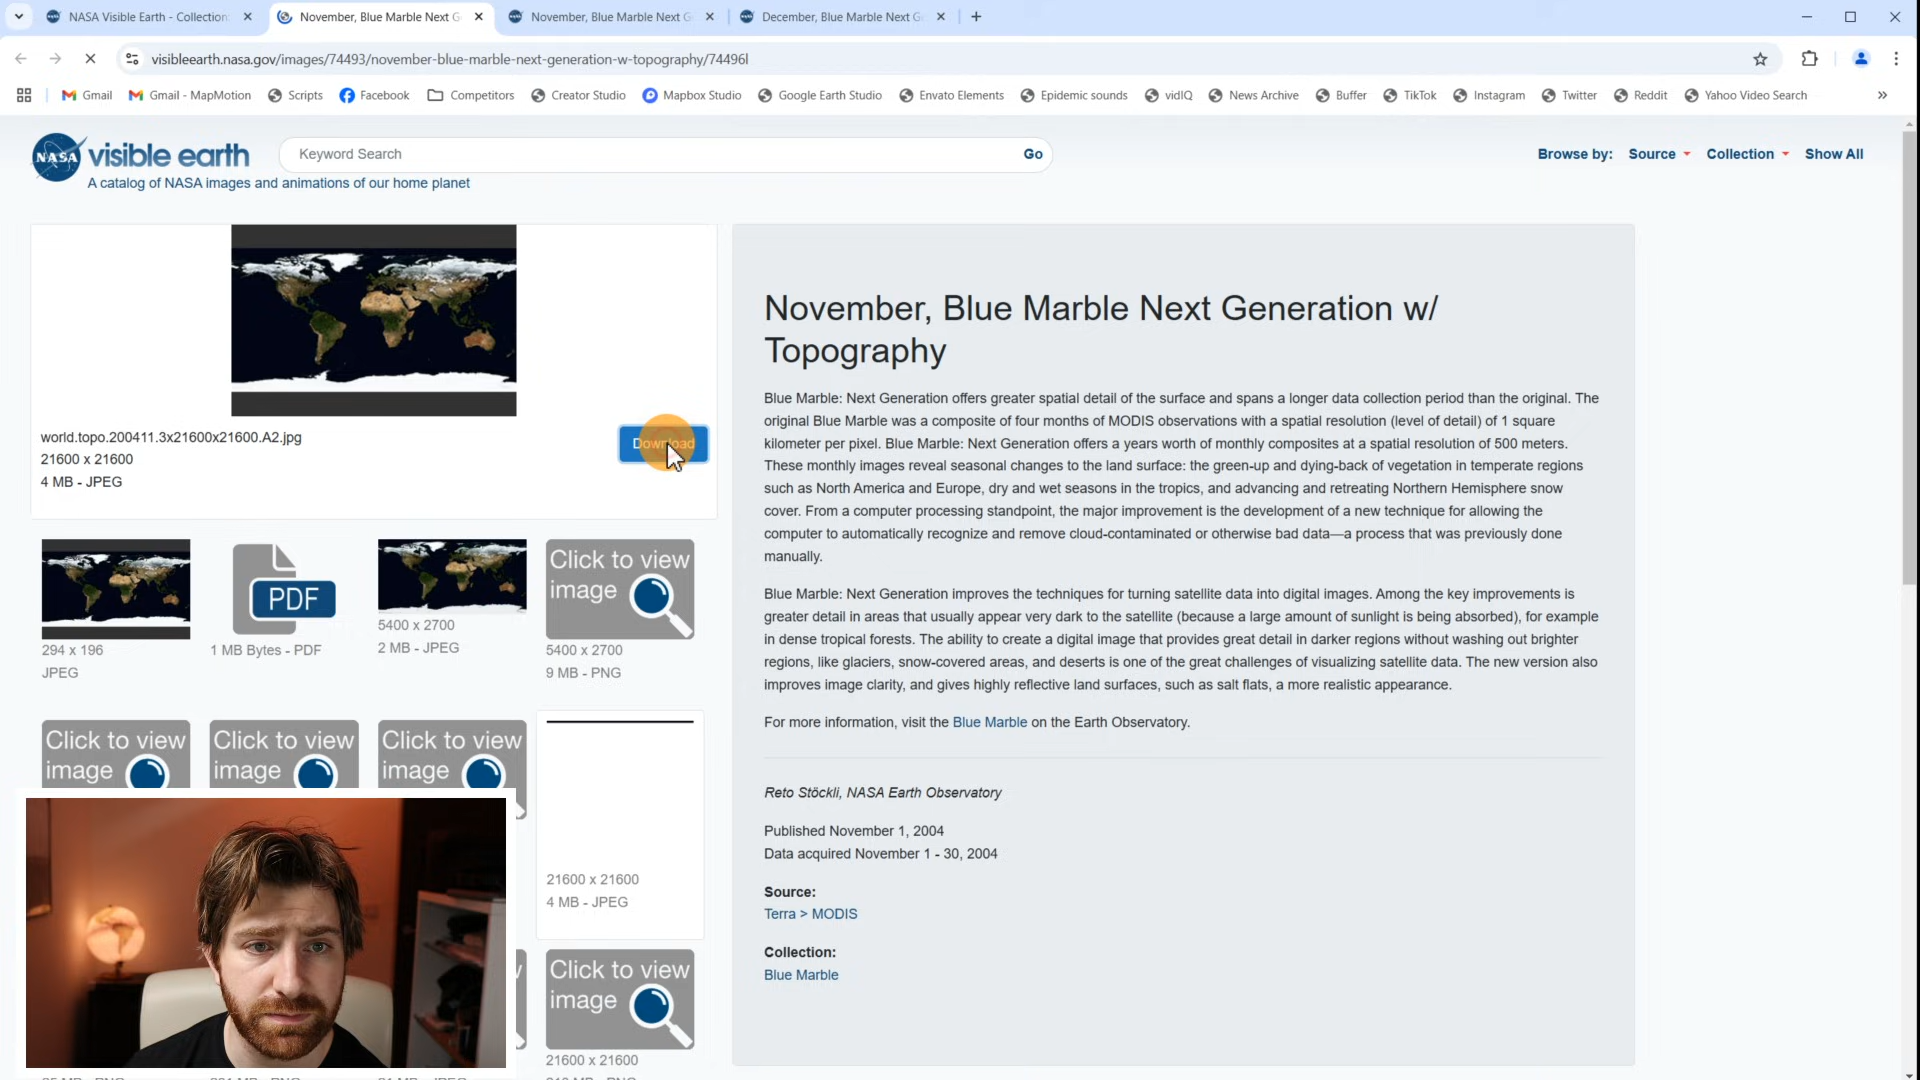 NASA Visible Earth - Collection:
November, Blue Marble Next G
November, Blue Marble Next G
December, Blue Marble Next G
visibleearth.nasa.gov/images/74493/november-blue-marble-next-generation-w-topography/74496l
Gmail
Gmail - MapMotion
Scripts
Facebook
Competitors
Creator Studio
Mapbox Studio
Google Earth Studio
Envato Elements
Epidemic sounds
vidIQ
News Archive
Buffer
TikTok
Instagram
Twitter
Reddit
Yahoo Video Search
NASA
visible earth
A catalog of NASA images and animations of our home planet
Keyword Search
Go
Browse by:
Source
Collection
Show All
world.topo.200411.3x21600x21600.A2.jpg
21600 x 21600
4 MB - JPEG
Download
294 x 196
JPEG
PDF
1 MB Bytes - PDF
5400 x 2700
2 MB - JPEG
Click to view
image
5400 x 2700
9 MB - PNG
Click to view
image
Click to view
image
Click to view
image
21600 x 21600
4 MB - JPEG
Click to view
image
21600 x 21600
November, Blue Marble Next Generation w/
Topography
Blue Marble: Next Generation offers greater spatial detail of the surface and spans a longer data collection period than the original. The
original Blue Marble was a composite of four months of MODIS observations with a spatial resolution (level of detail) of 1 square
kilometer per pixel. Blue Marble: Next Generation offers a years worth of monthly composites at a spatial resolution of 500 meters.
These monthly images reveal seasonal changes to the land surface: the green-up and dying-back of vegetation in temperate regions
such as North America and Europe, dry and wet seasons in the tropics, and advancing and retreating Northern Hemisphere snow
cover. From a computer processing standpoint, the major improvement is the development of a new technique for allowing the
computer to automatically recognize and remove cloud-contaminated or otherwise bad data—a process that was previously done
manually.
Blue Marble: Next Generation improves the techniques for turning satellite data into digital images. Among the key improvements is
greater detail in areas that usually appear very dark to the satellite (because a large amount of sunlight is being absorbed), for example
in dense tropical forests. The ability to create a digital image that provides great detail in darker regions without washing out brighter
regions, like glaciers, snow-covered areas, and deserts is one of the great challenges of visualizing satellite data. The new version also
improves image clarity, and gives highly reflective land surfaces, such as salt flats, a more realistic appearance.
For more information, visit the Blue Marble on the Earth Observatory.
Reto Stöckli, NASA Earth Observatory
Published November 1, 2004
Data acquired November 1 - 30, 2004
Source:
Terra > MODIS
Collection:
Blue Marble